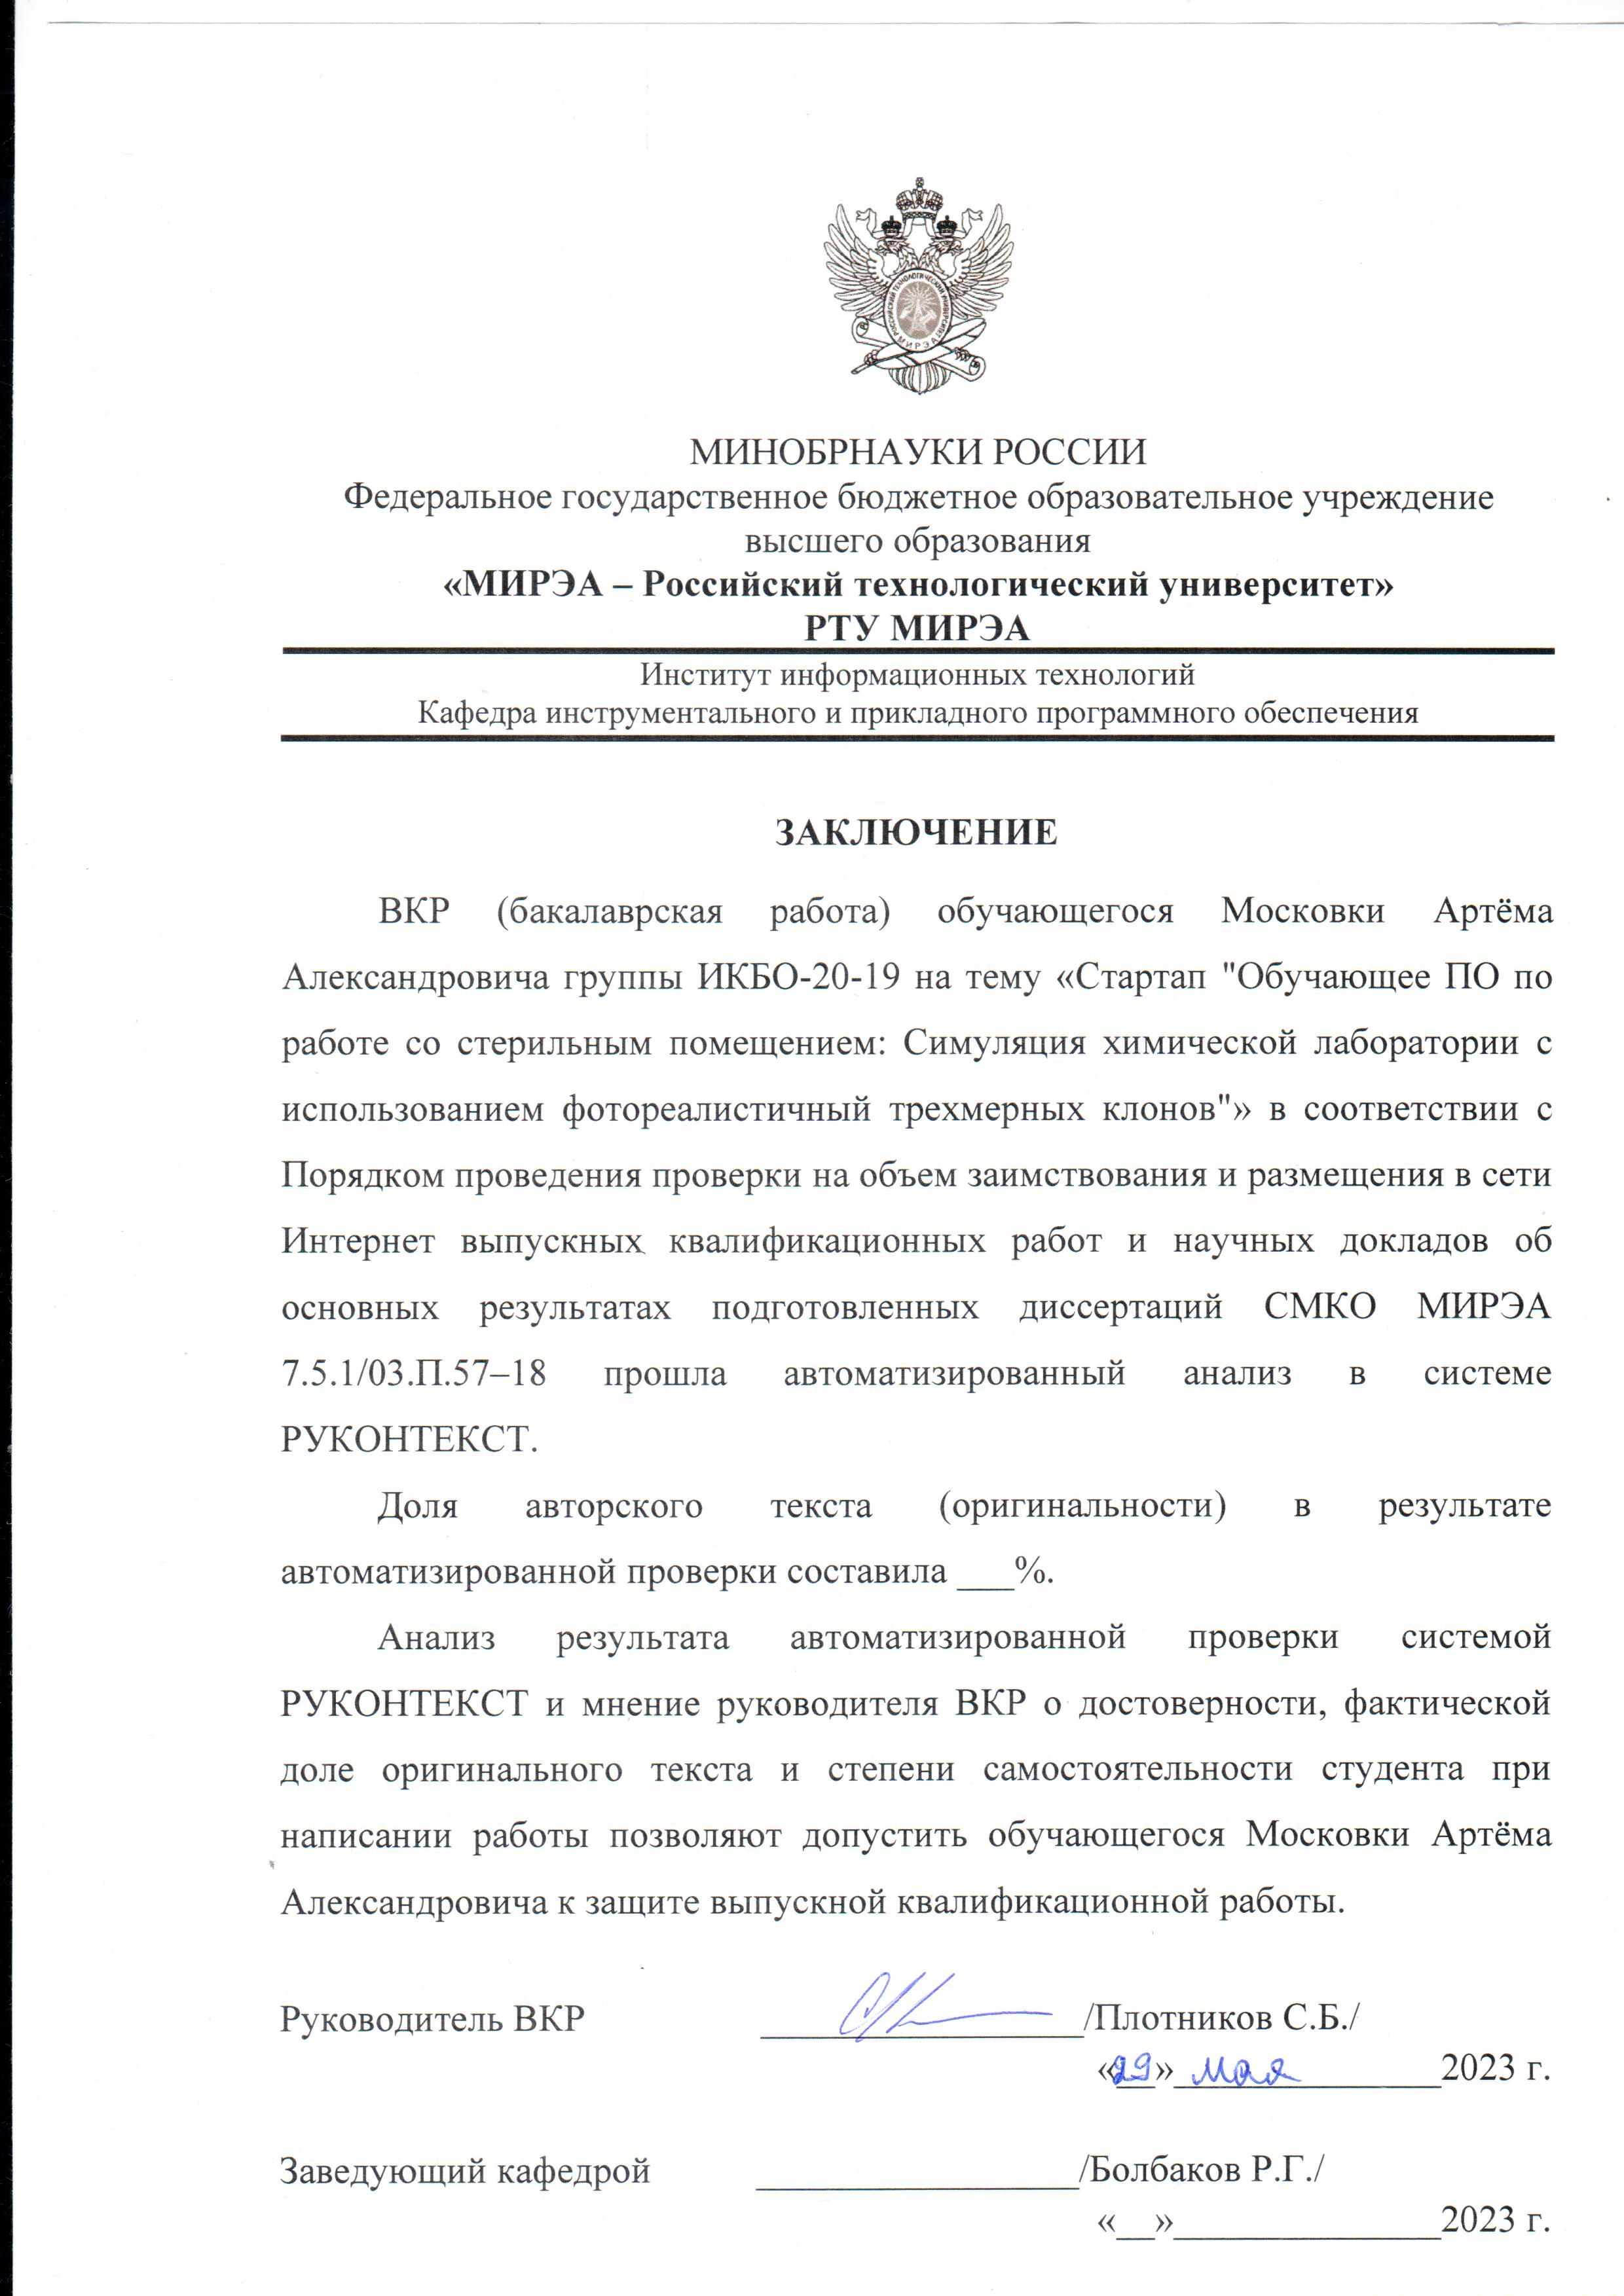 РОССИЙСКИЙ ТЕХНОЛОГИЧЕСКИЙ УНИВЕРСИТЕТ
МИРЭА
МИНОБРНАУКИ РОССИИ
Федеральное государственное бюджетное образовательное учреждение
высшего образования
«МИРЭА – Российский технологический университет»
РТУ МИРЭА
Институт информационных технологий
Кафедра инструментального и прикладного программного обеспечения
ЗАКЛЮЧЕНИЕ
ВКР (бакалаврская работа) обучающегося Московки Артёма
Александровича группы ИКБО-20-19 на тему «Стартап "Обучающее ПО по
работе со стерильным помещением: Симуляция химической лаборатории с
использованием фотореалистичный трехмерных клонов"» в соответствии с
Порядком проведения проверки на объем заимствования и размещения в сети
Интернет выпускных квалификационных работ и научных докладов об
основных результатах подготовленных диссертаций СМКО МИРЭА
7.5.1/03.П.57–18 прошла автоматизированный анализ в системе
РУКОНТЕКСТ.
Доля авторского текста (оригинальности) в результате
автоматизированной проверки составила ___%.
Анализ результата автоматизированной проверки системой
РУКОНТЕКСТ и мнение руководителя ВКР о достоверности, фактической
доле оригинального текста и степени самостоятельности студента при
написании работы позволяют допустить обучающегося Московки Артёма
Александровича к защите выпускной квалификационной работы.
Руководитель ВКР _________________/Плотников С.Б./
«29» мая 2023 г.
Заведующий кафедрой _________________/Болбаков Р.Г./
«__»______________2023 г.